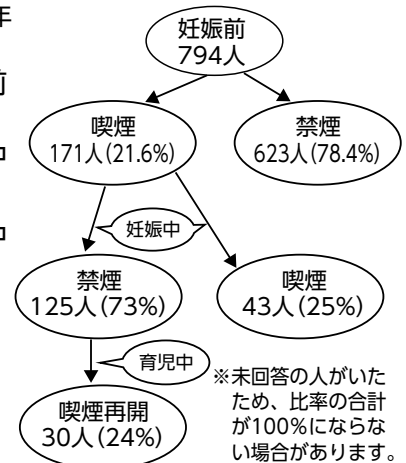 年
前
中
中
妊娠前
794人
喫煙
171人(21.6%)
禁煙
623人(78.4%)
妊娠中
禁煙
125人(73%)
喫煙
43人(25%)
育児中
喫煙再開
30人(24%)
※未回答の人がいた
ため、比率の合計
が100%にならな
い場合があります。